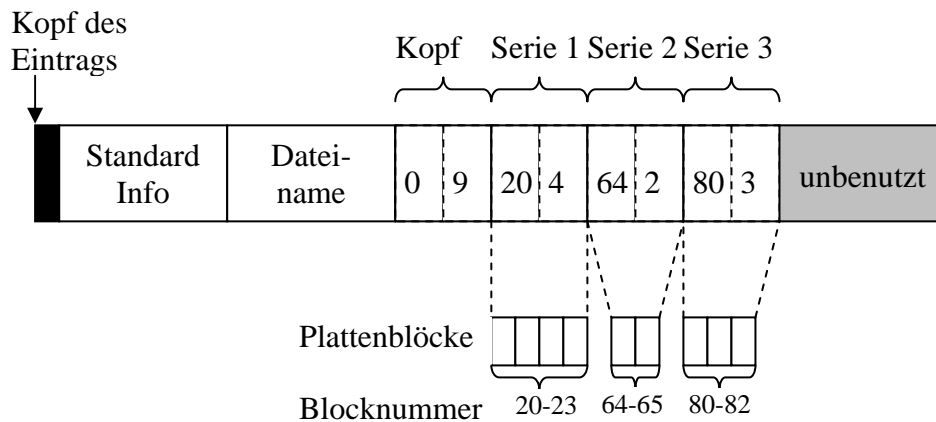 Kopf des
Eintrags
Kopf Serie 1 Serie 2 Serie 3
Standard
Info
Datei-
name
0 9 20 4 64 2 80 3 unbenutzt
Plattenblöcke
Blocknummer 20-23 64-65 80-82